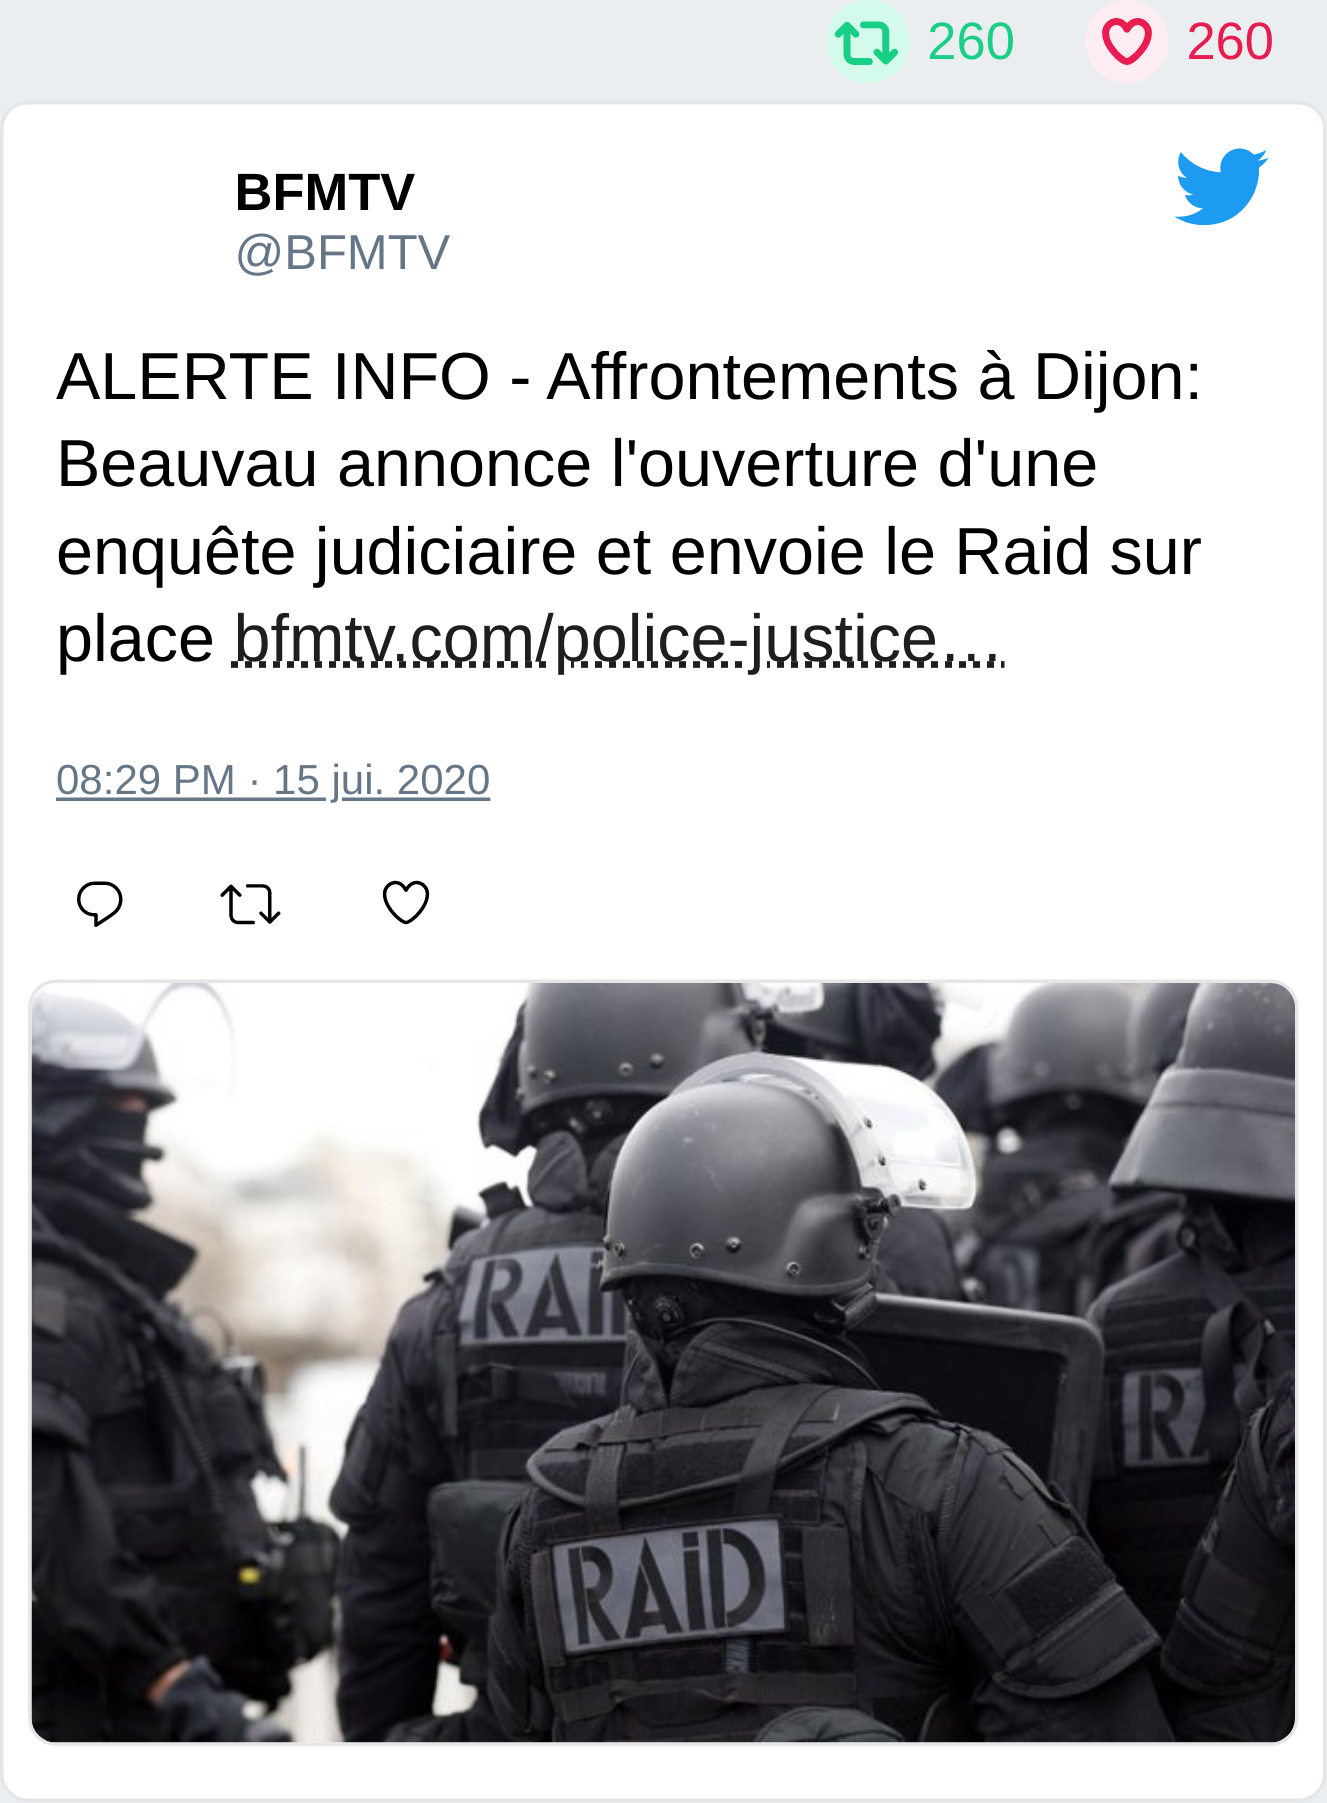 260 260
BFMTV
@BFMTV
ALERTE INFO - Affrontements à Dijon:
Beauvau annonce l'ouverture d'une
enquête judiciaire et envoie le Raid sur
place bfmtv.com/police-justice…
08:29 PM · 15 jui. 2020
RAi
R
RAiD